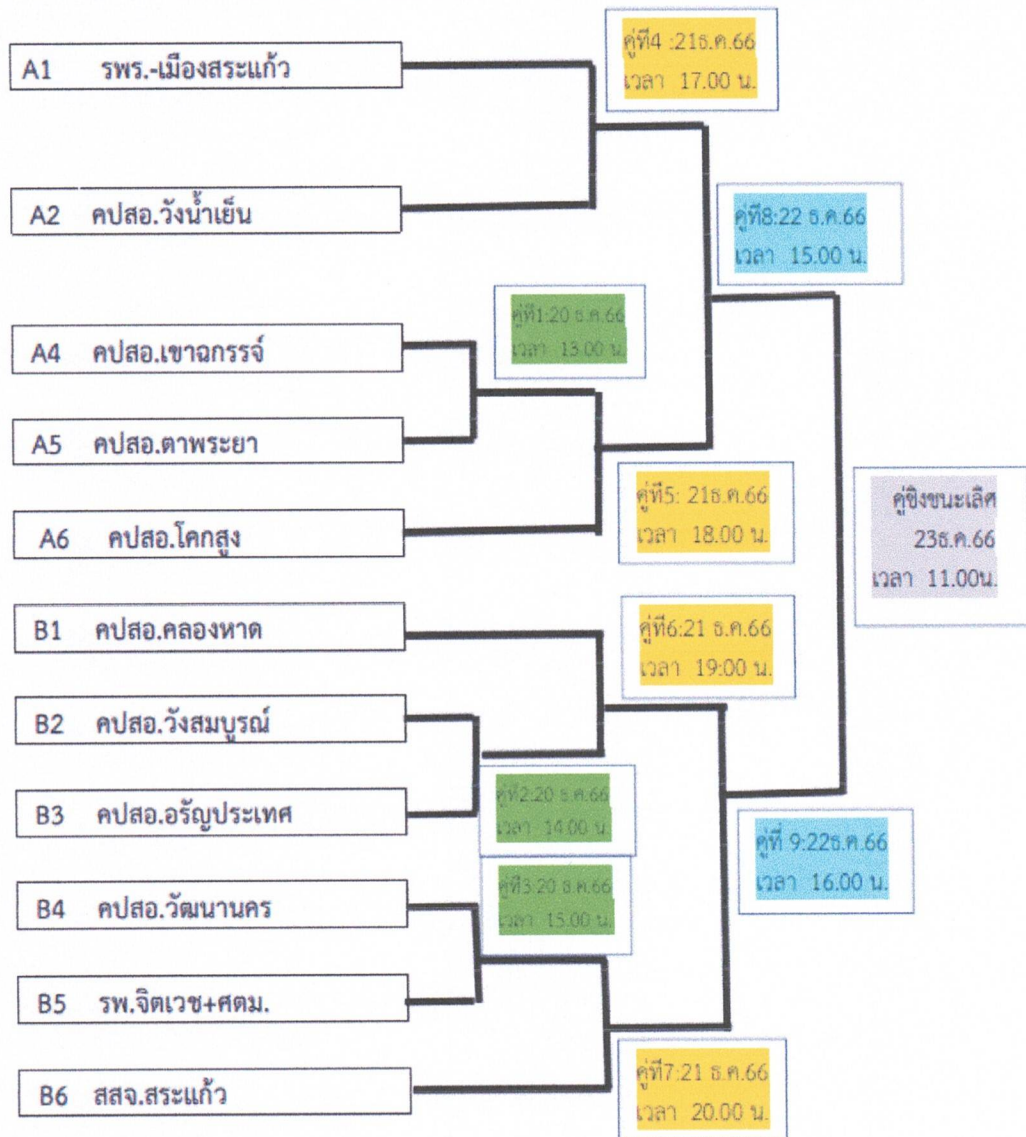 คู่ที่4 :21ธ.ค.66
เวลา 17.00 น.
A1 รพร.-เมืองสระแก้ว
A2 คปสอ.วังน้ำเย็น
คู่ที่8:22 ธ.ค.66
เวลา 15.00 น.
คู่ที่1:20 ธ.ค.66
เวลา 13.00 น.
A4 คปสอ.เขาฉกรรจ์
A5 คปสอ.ตาพระยา
คู่ที่5: 21ธ.ค.66
เวลา 18.00 น.
A6 คปสอ.โคกสูง
คู่ชิงชนะเลิศ
23ธ.ค.66
เวลา 11.00น.
B1 คปสอ.คลองหาด
คู่ที่6:21 ธ.ค.66
เวลา 19:00 น.
B2 คปสอ.วังสมบูรณ์
คู่ที่2:20 ธ.ค.66
เวลา 14.00 น.
B3 คปสอ.อรัญประเทศ
คู่ที่ 9:22ธ.ค.66
เวลา 16.00 น.
คู่ที่3:20 ธ.ค.66
เวลา 15.00 น.
B4 คปสอ.วัฒนานคร
B5 รพ.จิตเวช+ศตม.
B6 สสจ.สระแก้ว
คู่ที่7:21 ธ.ค.66
เวลา 20.00 น.